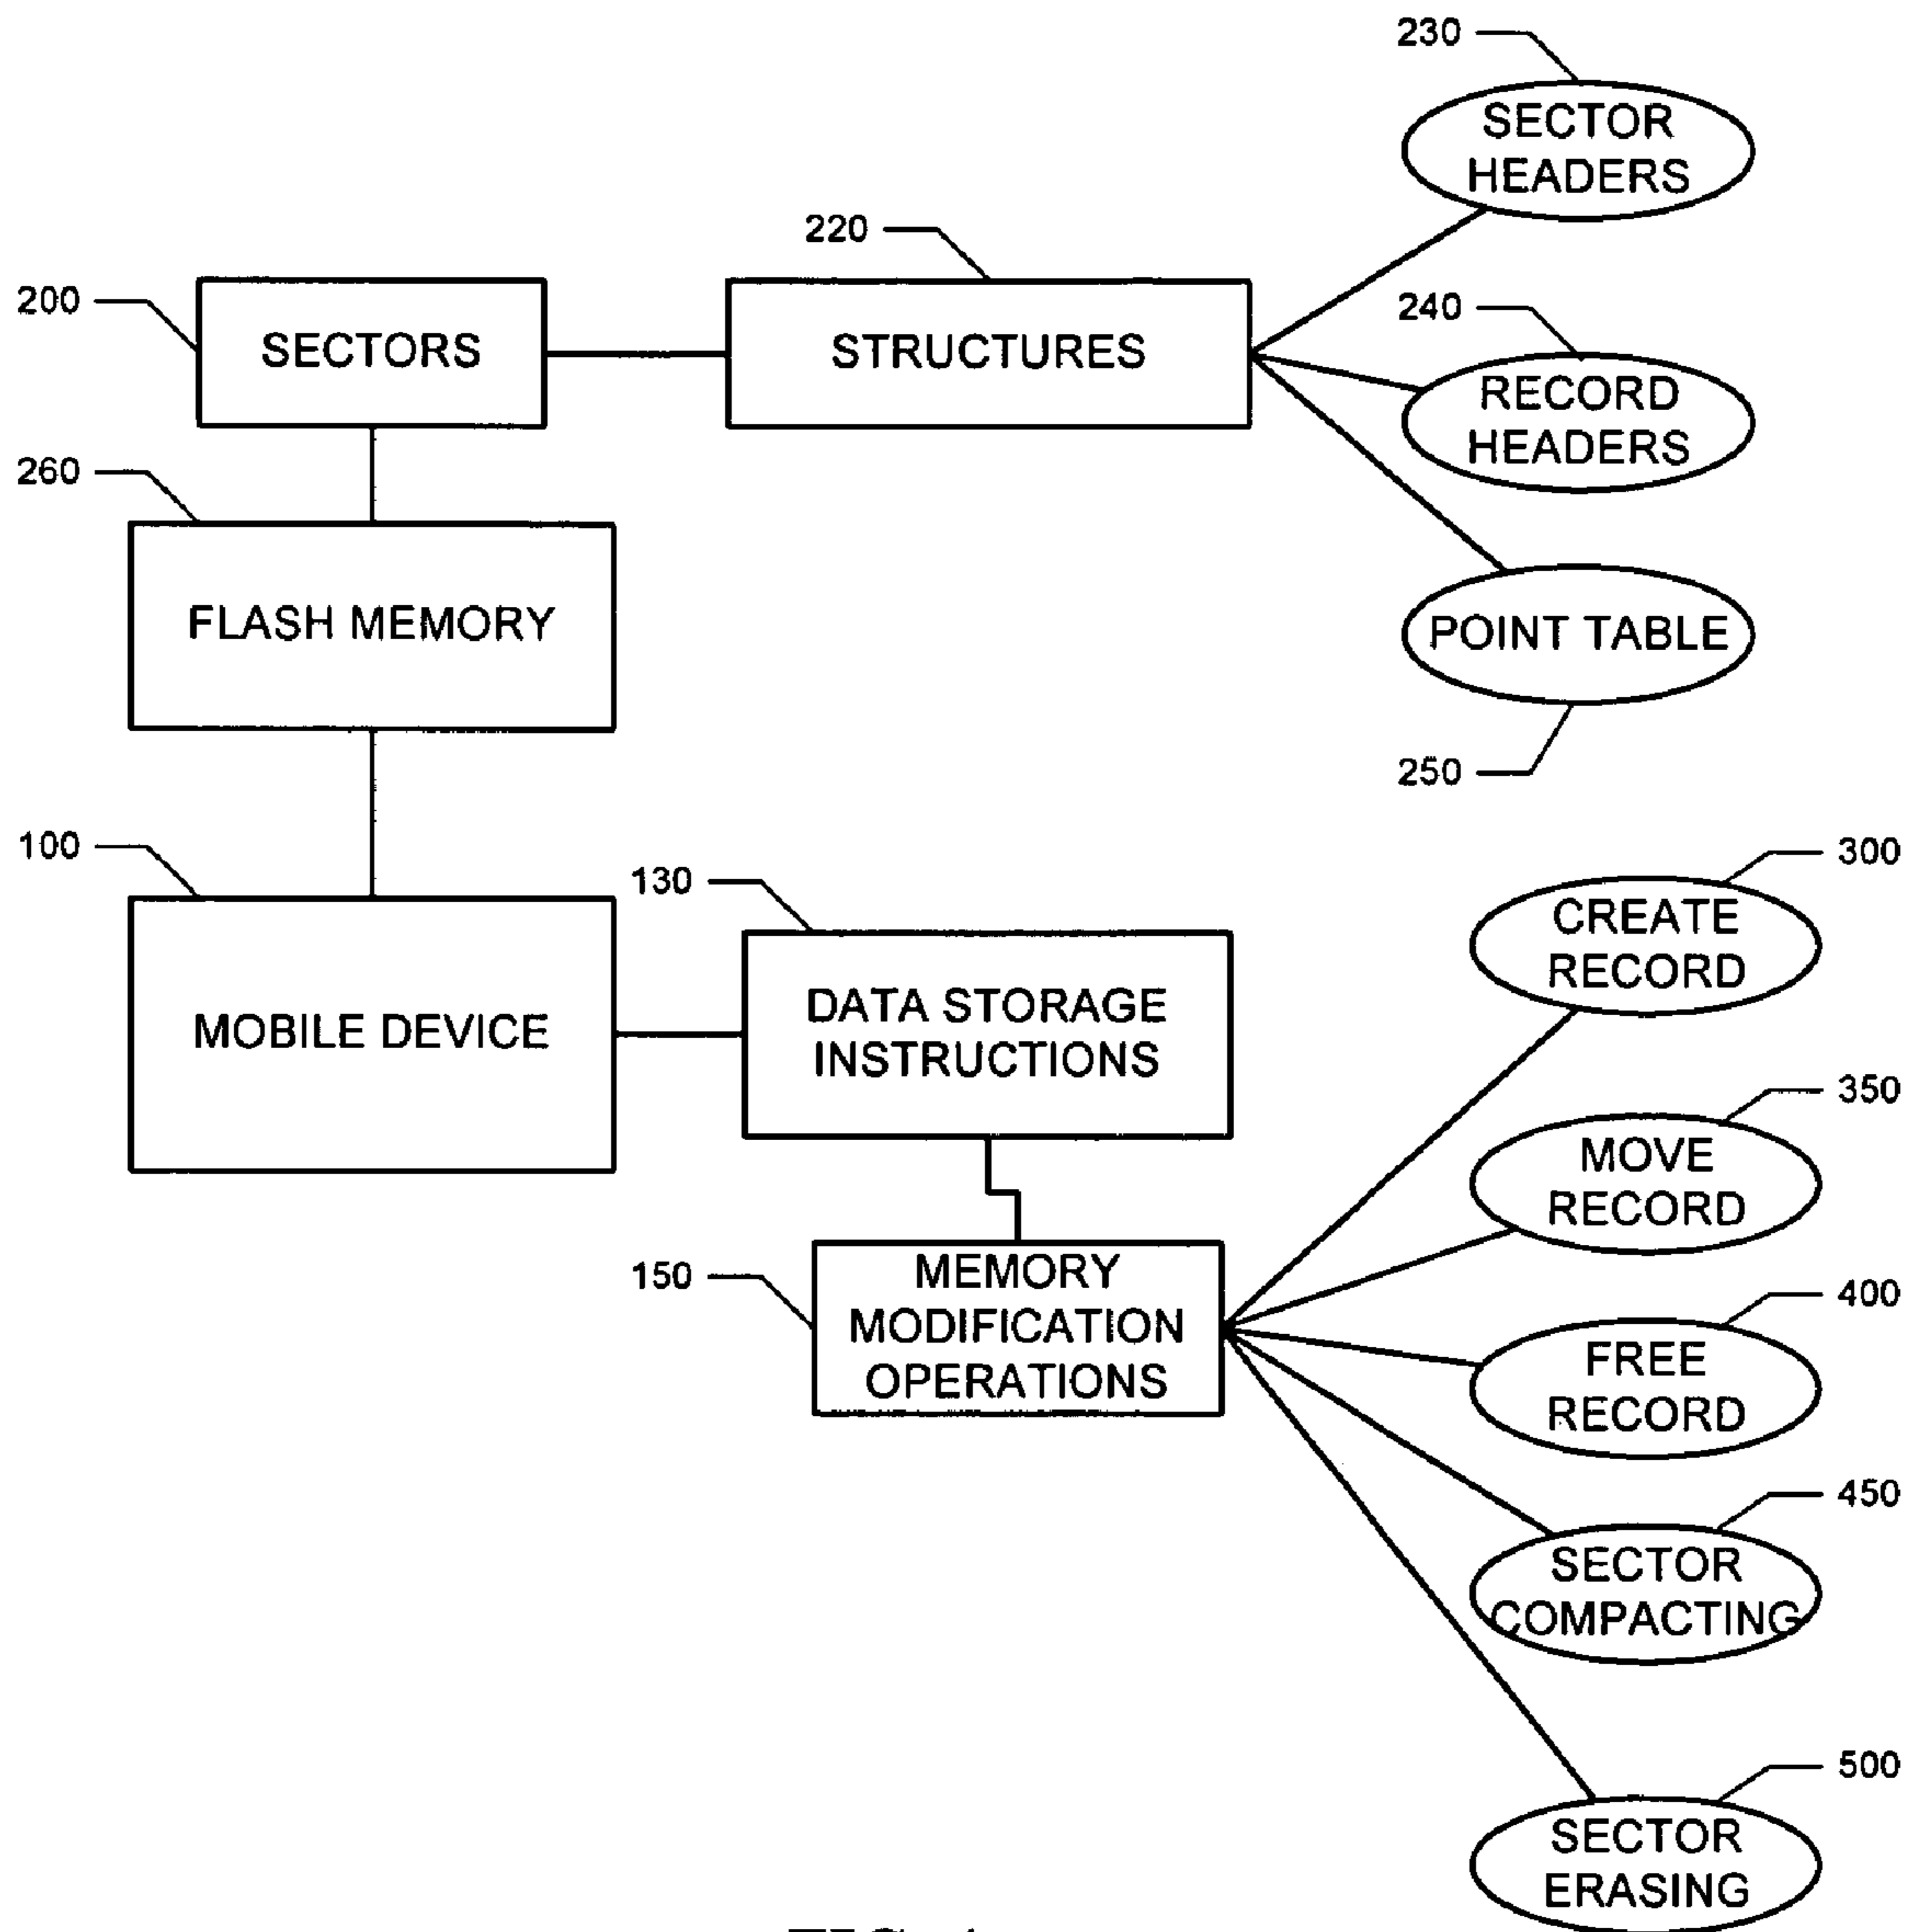 230
SECTOR
HEADERS
220
200
SECTORS
STRUCTURES
240
RECORD
HEADERS
260
FLASH MEMORY
POINT TABLE
250
100
MOBILE DEVICE
130
DATA STORAGE
INSTRUCTIONS
300
CREATE
RECORD
350
MOVE
RECORD
150
MEMORY
MODIFICATION
OPERATIONS
400
FREE
RECORD
450
SECTOR
COMPACTING
500
SECTOR
ERASING